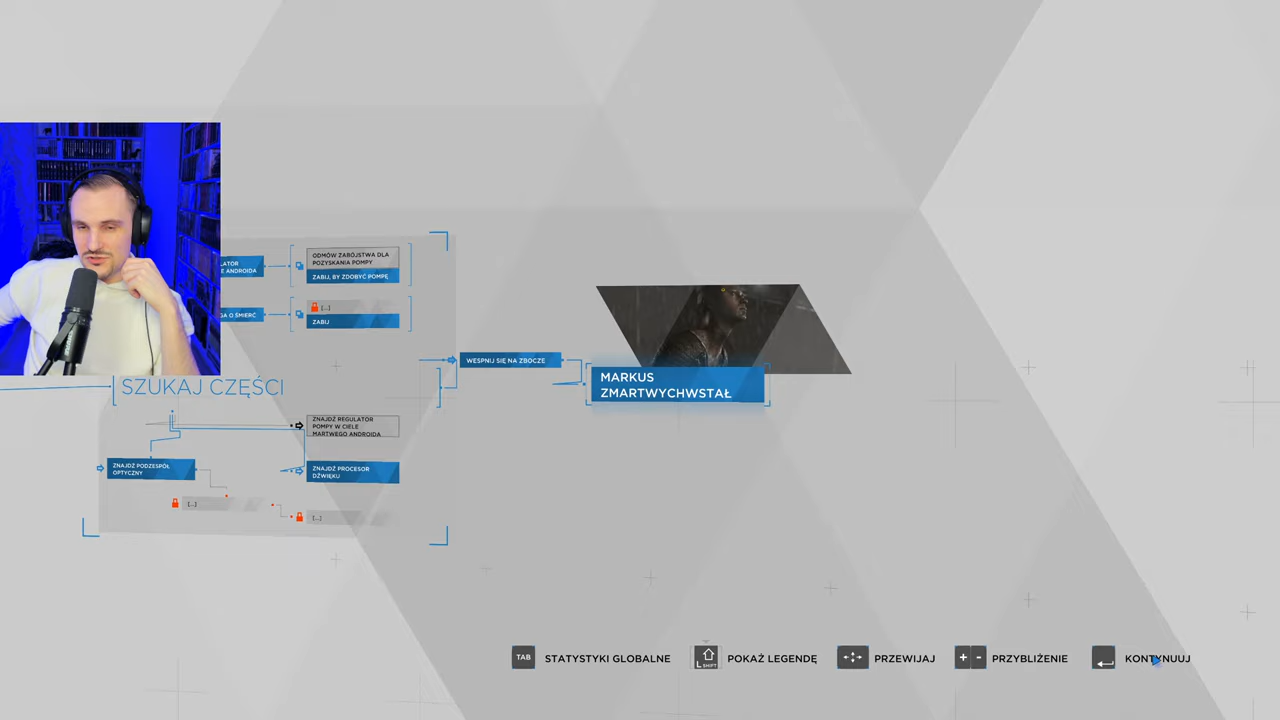 ODMÓW ZABÓJSTWA DLA
POZYSKANIA POMPY
ZABIJ, BY ZDOBYĆ POMPĘ
ANDROIDA
O ŚMIERĆ
[...]
ZABIJ
WESPNIJ SIĘ NA ZBOCZE
MARKUS
ZMARTWYCHWSTAŁ
SZUKAJ CZĘŚCI
ZNAJDŹ REGULATOR
POMPY W CIELE
MARTWEGO ANDROIDA
ZNAJDŹ PODZESPÓŁ
OPTYCZNY
ZNAJDŹ PROCESOR
DŹWIĘKU
[...]
[...]
TAB STATYSTYKI GLOBALNE
L SHIFT POKAŻ LEGENDĘ
PRZEWIJAJ
+ - PRZYBLIŻENIE
KONTYNUUJ